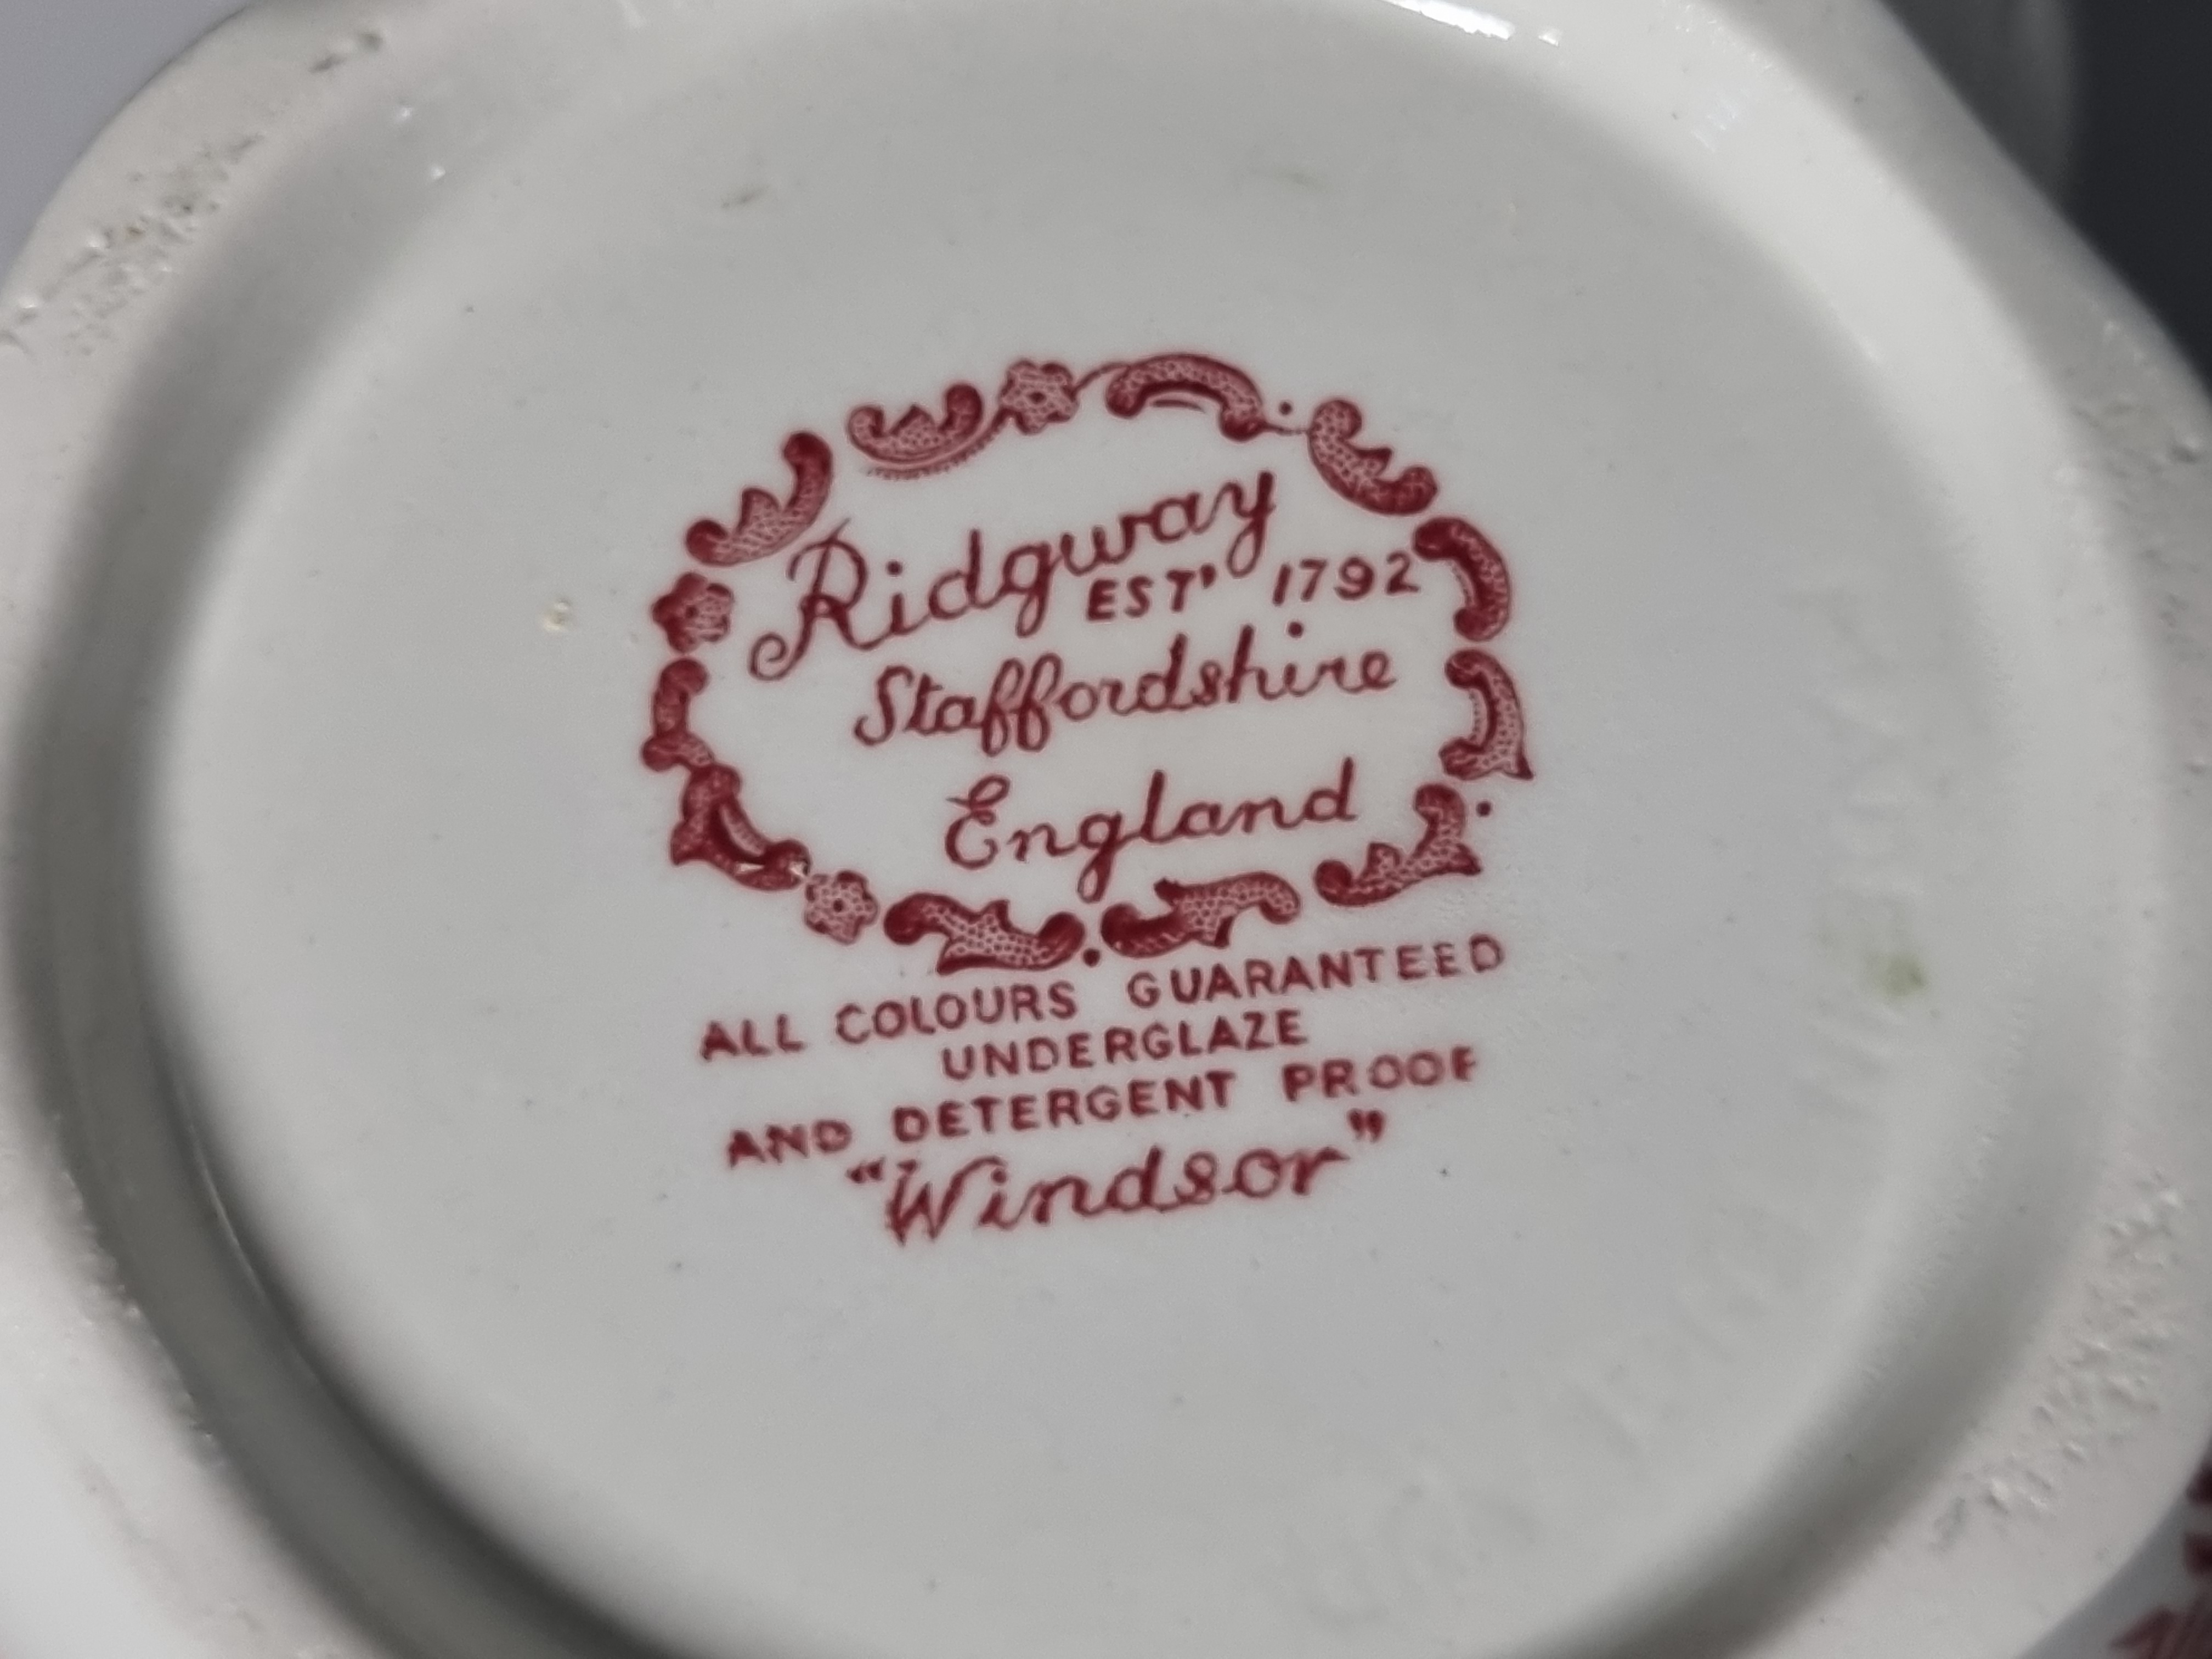 Ridgway
EST' 1792
Staffordshire
England
ALL COLOURS GUARANTEED
UNDERGLAZE
AND DETERGENT PROOF
"Windsor"